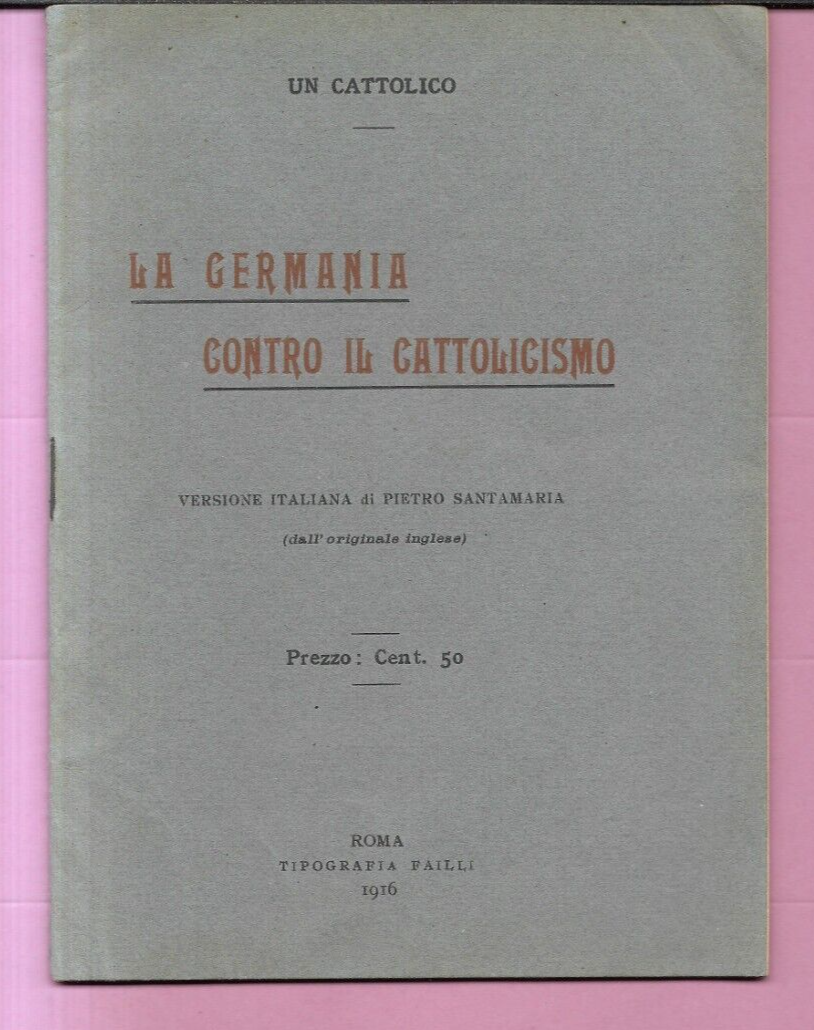 UN CATTOLICO
LA GERMANIA
CONTRO IL CATTOLICISMO
VERSIONE ITALIANA di PIETRO SANTAMARIA
(dall' originale inglese)
Prezzo: Cent. 50
ROMA
TIPOGRAFIA FAILLI
1916